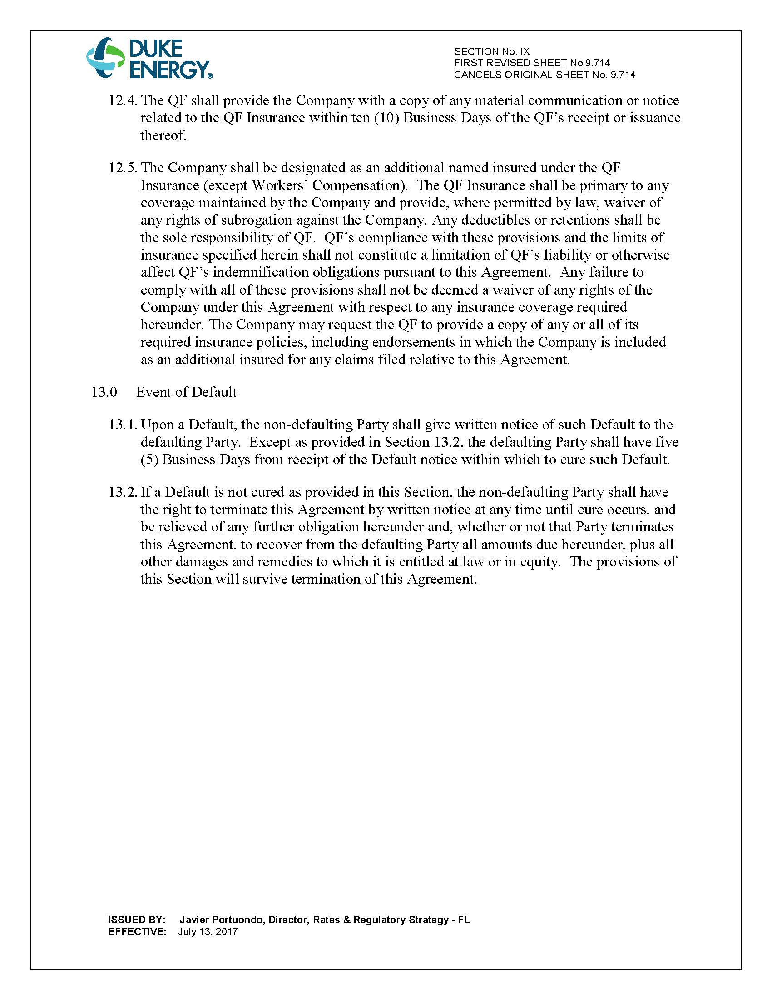 DUKE
ENERGY®
SECTION No. IX
FIRST REVISED SHEET No.9.714
CANCELS ORIGINAL SHEET No. 9.714
12.4. The QF shall provide the Company with a copy of any material communication or notice
related to the QF Insurance within ten (10) Business Days of the QF’s receipt or issuance
thereof.
12.5. The Company shall be designated as an additional named insured under the QF
Insurance (except Workers’ Compensation).  The QF Insurance shall be primary to any
coverage maintained by the Company and provide, where permitted by law, waiver of
any rights of subrogation against the Company. Any deductibles or retentions shall be
the sole responsibility of QF.  QF’s compliance with these provisions and the limits of
insurance specified herein shall not constitute a limitation of QF’s liability or otherwise
affect QF’s indemnification obligations pursuant to this Agreement.  Any failure to
comply with all of these provisions shall not be deemed a waiver of any rights of the
Company under this Agreement with respect to any insurance coverage required
hereunder. The Company may request the QF to provide a copy of any or all of its
required insurance policies, including endorsements in which the Company is included
as an additional insured for any claims filed relative to this Agreement.
13.0 Event of Default
13.1. Upon a Default, the non-defaulting Party shall give written notice of such Default to the
defaulting Party.  Except as provided in Section 13.2, the defaulting Party shall have five
(5) Business Days from receipt of the Default notice within which to cure such Default.
13.2. If a Default is not cured as provided in this Section, the non-defaulting Party shall have
the right to terminate this Agreement by written notice at any time until cure occurs, and
be relieved of any further obligation hereunder and, whether or not that Party terminates
this Agreement, to recover from the defaulting Party all amounts due hereunder, plus all
other damages and remedies to which it is entitled at law or in equity.  The provisions of
this Section will survive termination of this Agreement.
ISSUED BY: Javier Portuondo, Director, Rates & Regulatory Strategy - FL
EFFECTIVE: July 13, 2017